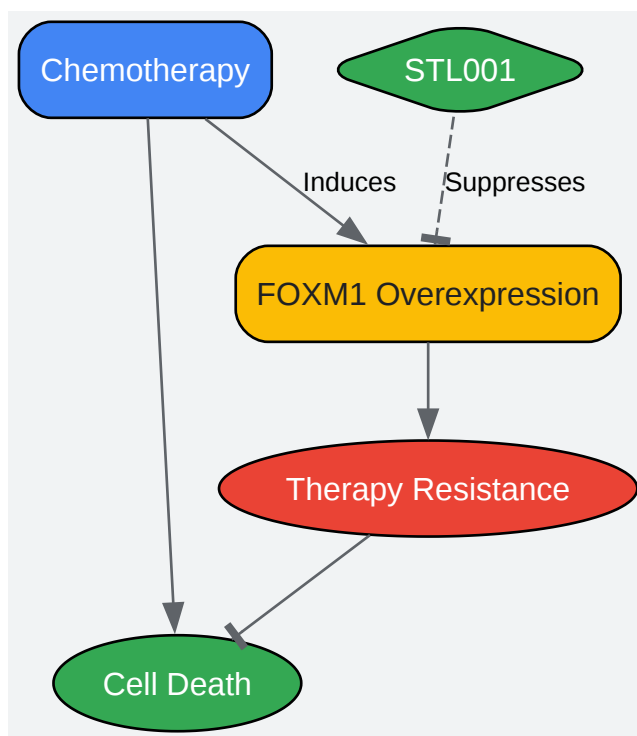 Chemotherapy
STL001
Induces
Suppresses
FOXM1 Overexpression
Therapy Resistance
Cell Death